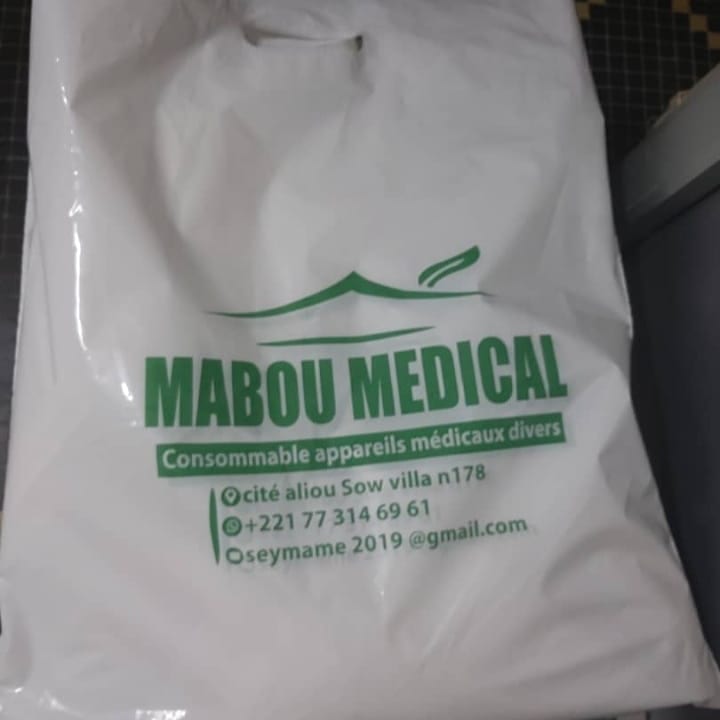 MABOU MEDICAL
Consommable appareils médicaux divers
cité aliou Sow villa n178
+221 77 314 69 61
seymame 2019 @gmail.com